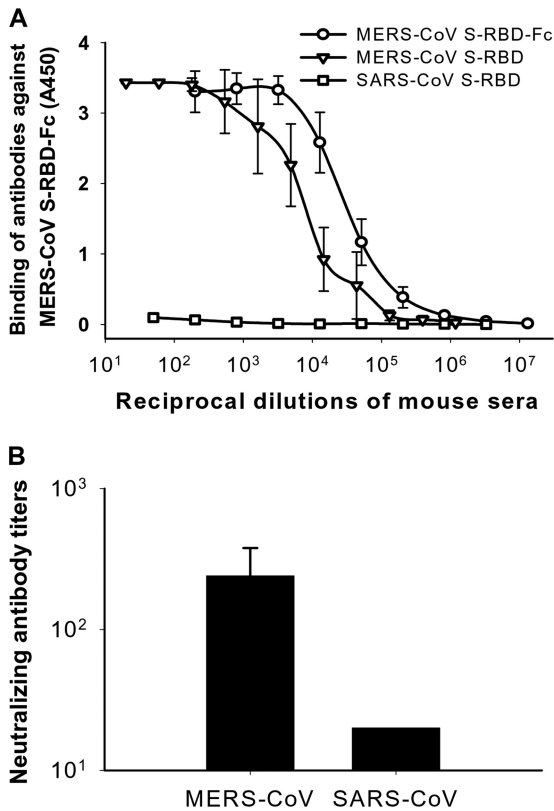 A
MERS-CoV S-RBD-Fc
MERS-CoV S-RBD
SARS-CoV S-RBD
Binding of antibodies against
MERS-CoV S-RBD-Fc (A450)
4
3
2
1
0
10¹ 10² 10³ 10⁴ 10⁵ 10⁶ 10⁷
Reciprocal dilutions of mouse sera
B
Neutralizing antibody titers
10³
10²
10¹
MERS-CoV SARS-CoV